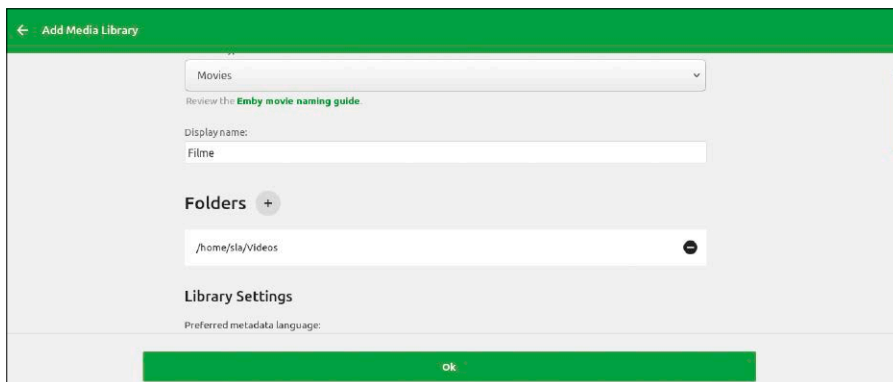 ← Add Media Library
Movies
Review the Emby movie naming guide.
Display name:
Filme
Folders +
/home/sla/Videos
Library Settings
Preferred metadata language:
Ok